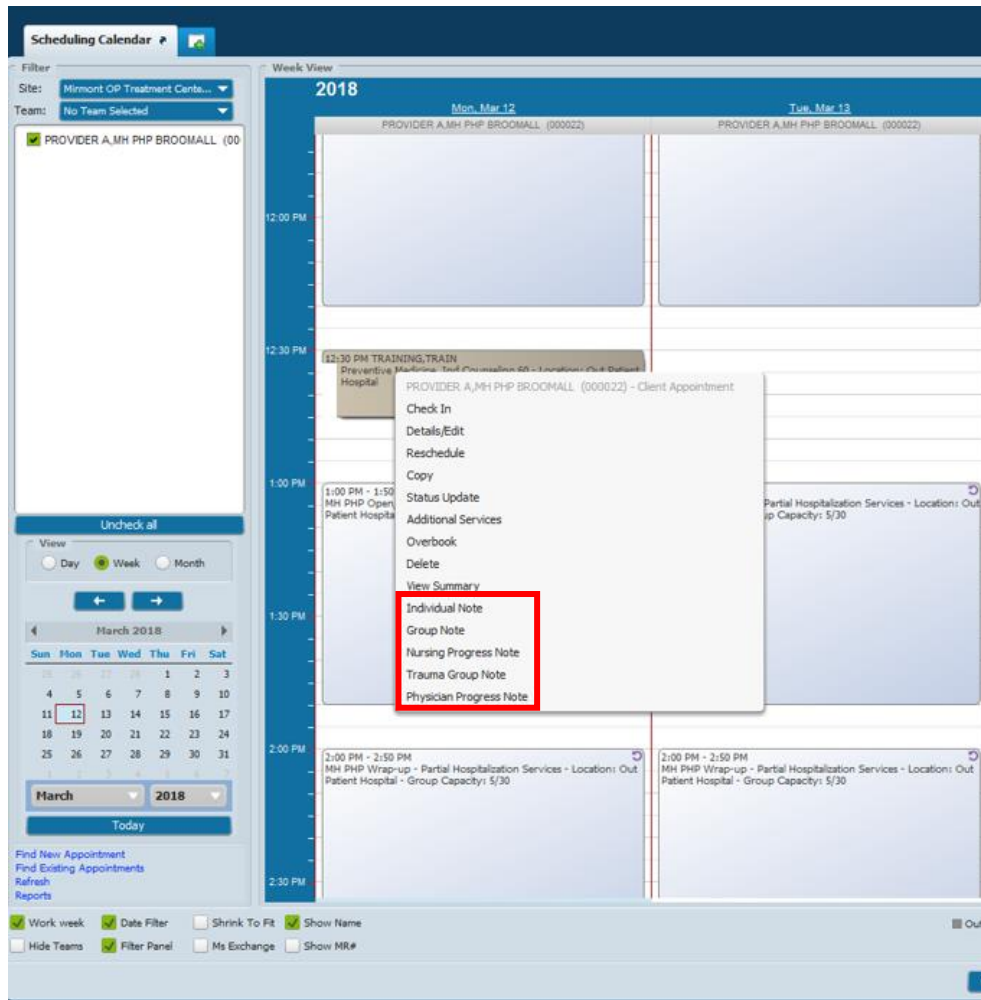 Scheduling Calendar
Filter
Site: Mirmont OP Treatment Cente...
Team: No Team Selected
PROVIDER A,MH PHP BROOMALL (00
Uncheck all
View
Day Week Month
March 2018
Sun Mon Tue Wed Thu Fri Sat
25 26 27 28 1 2 3
4 5 6 7 8 9 10
11 12 13 14 15 16 17
18 19 20 21 22 23 24
25 26 27 28 29 30 31
1 2 3 4 5 6 7
March 2018
Today
Find New Appointment
Find Existing Appointments
Refresh
Reports
Week View
2018
Mon, Mar 12 Tue, Mar 13
PROVIDER A,MH PHP BROOMALL (000022) PROVIDER A,MH PHP BROOMALL (000022)
12:00 PM
12:30 PM
12:30 PM TRAINING,TRAIN
Preventive Medicine, Ind Counseling 60 - Location: Out Patient
Hospital
PROVIDER A,MH PHP BROOMALL (000022) - Client Appointment
Check In
Details/Edit
Reschedule
Copy
Status Update
Additional Services
Overbook
Delete
View Summary
Individual Note
Group Note
Nursing Progress Note
Trauma Group Note
Physician Progress Note
1:00 PM
1:00 PM - 1:50
MH PHP Open
Patient Hospita
Partial Hospitalization Services - Location: Out
up Capacity: 5/30
1:30 PM
2:00 PM
2:00 PM - 2:50 PM
MH PHP Wrap-up - Partial Hospitalization Services - Location: Out
Patient Hospital - Group Capacity: 5/30
2:00 PM - 2:50 PM
MH PHP Wrap-up - Partial Hospitalization Services - Location: Out
Patient Hospital - Group Capacity: 5/30
2:30 PM
Work week Date Filter Shrink To Fit Show Name
Out
Hide Teams Filter Panel Ms Exchange Show MR#